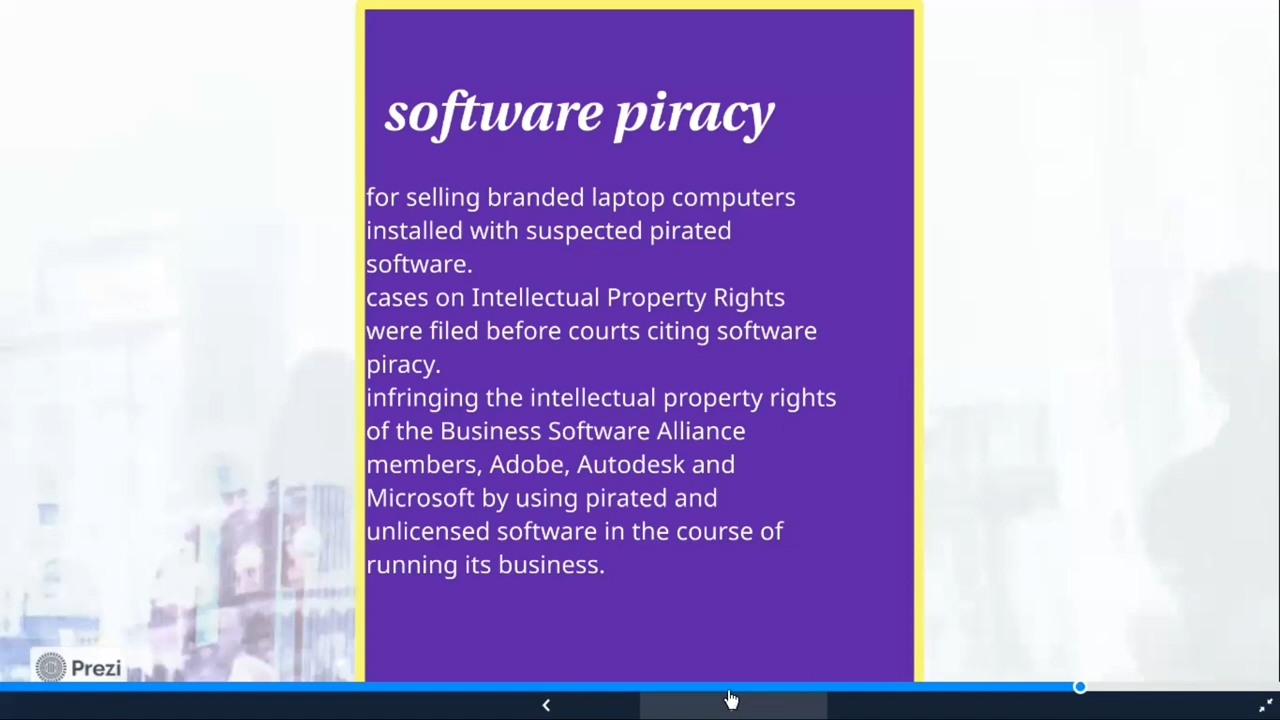 software piracy
for selling branded laptop computers
installed with suspected pirated
software.
cases on Intellectual Property Rights
were filed before courts citing software
piracy.
infringing the intellectual property rights
of the Business Software Alliance
members, Adobe, Autodesk and
Microsoft by using pirated and
unlicensed software in the course of
running its business.
Prezi